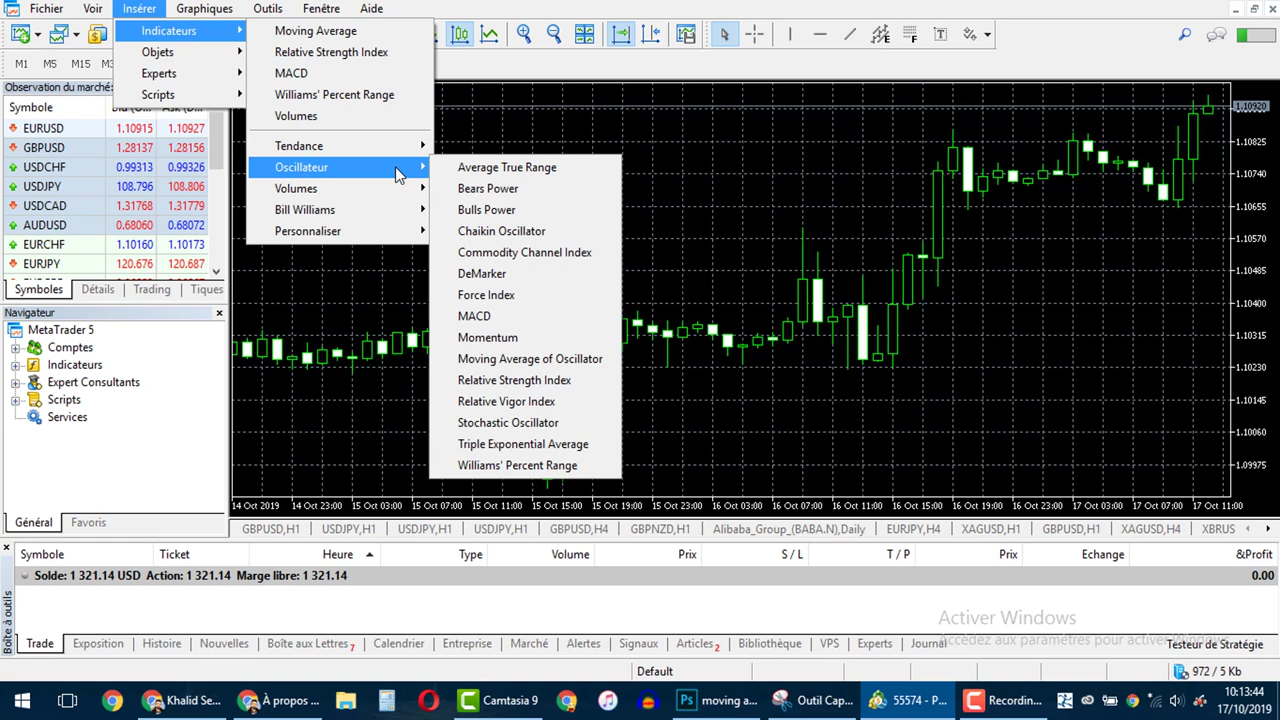 Fichier Voir Insérer Graphiques Outils Fenêtre Aide
Indicateurs
Objets
Experts
Scripts
Moving Average
Relative Strength Index
MACD
Williams' Percent Range
Volumes
Tendance
Oscillateur
Volumes
Bill Williams
Personnaliser
Average True Range
Bears Power
Bulls Power
Chaikin Oscillator
Commodity Channel Index
DeMarker
Force Index
MACD
Momentum
Moving Average of Oscillator
Relative Strength Index
Relative Vigor Index
Stochastic Oscillator
Triple Exponential Average
Williams' Percent Range
M1 M5 M15
Observation du marché:
Symbole
EURUSD 1.10915 1.10927
GBPUSD 1.28137 1.28156
USDCHF 0.99313 0.99326
USDJPY 108.796 108.806
USDCAD 1.31768 1.31779
AUDUSD 0.68060 0.68072
EURCHF 1.10160 1.10173
EURJPY 120.676 120.687
Symboles Détails Trading Tiques
Navigateur
MetaTrader 5
Comptes
Indicateurs
Expert Consultants
Scripts
Services
Général Favoris
1.10920
1.10825
1.10740
1.10655
1.10570
1.10485
1.10400
1.10315
1.10230
1.10145
1.10060
1.09975
14 Oct 2019 14 Oct 23:00 15 Oct 03:00 15 Oct 07:00 15 Oct 11:00 15 Oct 15:00 15 Oct 19:00 15 Oct 23:00 16 Oct 03:00 16 Oct 07:00 16 Oct 11:00 16 Oct 15:00 16 Oct 19:00 16 Oct 23:00 17 Oct 03:00 17 Oct 07:00 17 Oct 11:00
GBPUSD,H1 USDJPY,H1 USDJPY,H1 USDJPY,H1 GBPUSD,H4 GBPNZD,H1 Alibaba_Group_(BABA.N),Daily EURJPY,H4 XAGUSD,H1 GBPUSD,H1 XAGUSD,H4 XBRUS
Symbole Ticket Heure Type Volume Prix S / L T / P Prix Echange &Profit
Solde: 1 321.14 USD Action: 1 321.14 Marge libre: 1 321.14 0.00
Activer Windows
Accédez aux paramètres pour activer Windows.
Boîte à outils
Trade Exposition Historie Nouvelles Boîte aux Lettres 7 Calendrier Entreprise Marché Alertes Signaux Articles 2 Bibliothèque VPS Experts Journal Testeur de Stratégie
Default 972 / 5 Kb
Khalid Se... À propos ... Camtasia 9 Ps moving a... Outil Cap... 55574 - P... Recordin...
10:13:44
17/10/2019